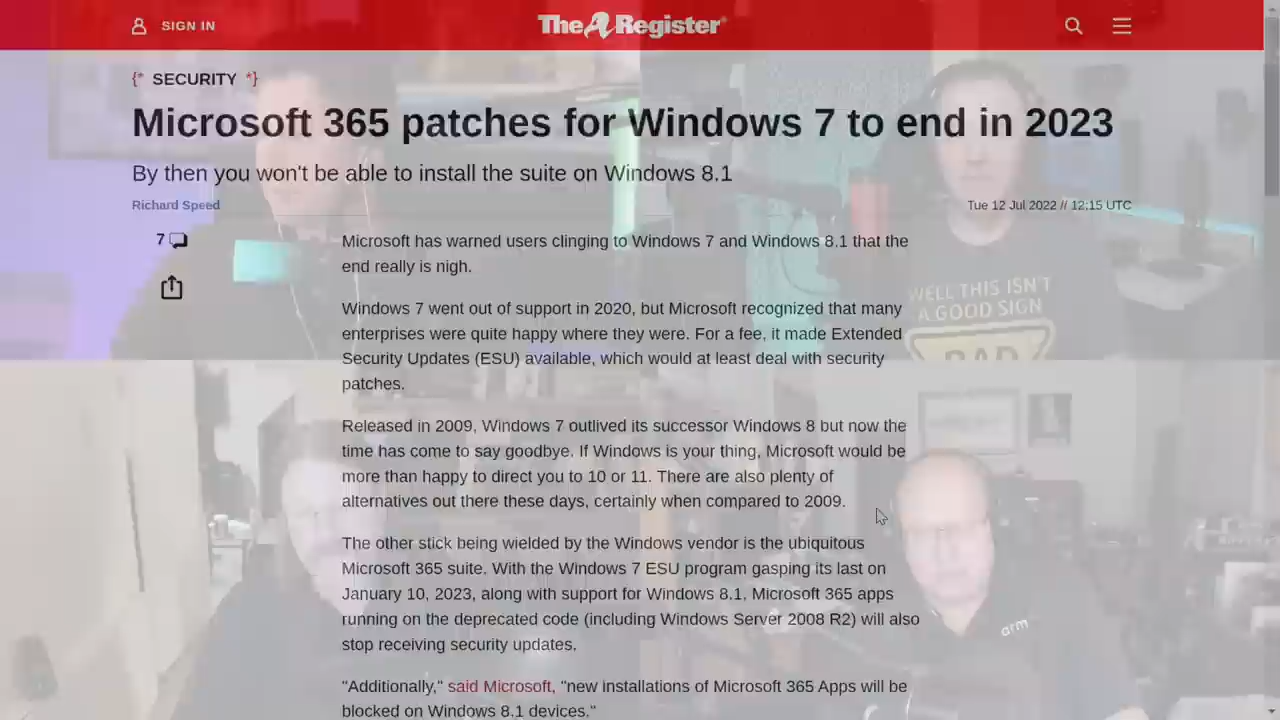 SIGN IN
The Register
{* SECURITY *}
Microsoft 365 patches for Windows 7 to end in 2023
By then you won't be able to install the suite on Windows 8.1
Richard Speed
Tue 12 Jul 2022 // 12:15 UTC
7
Microsoft has warned users clinging to Windows 7 and Windows 8.1 that the
end really is nigh.
Windows 7 went out of support in 2020, but Microsoft recognized that many
enterprises were quite happy where they were. For a fee, it made Extended
Security Updates (ESU) available, which would at least deal with security
patches.
Released in 2009, Windows 7 outlived its successor Windows 8 but now the
time has come to say goodbye. If Windows is your thing, Microsoft would be
more than happy to direct you to 10 or 11. There are also plenty of
alternatives out there these days, certainly when compared to 2009.
The other stick being wielded by the Windows vendor is the ubiquitous
Microsoft 365 suite. With the Windows 7 ESU program gasping its last on
January 10, 2023, along with support for Windows 8.1, Microsoft 365 apps
running on the deprecated code (including Windows Server 2008 R2) will also
stop receiving security updates.
"Additionally," said Microsoft, "new installations of Microsoft 365 Apps will be
blocked on Windows 8.1 devices."
WELL THIS ISN'T
A GOOD SIGN
BAD
arm